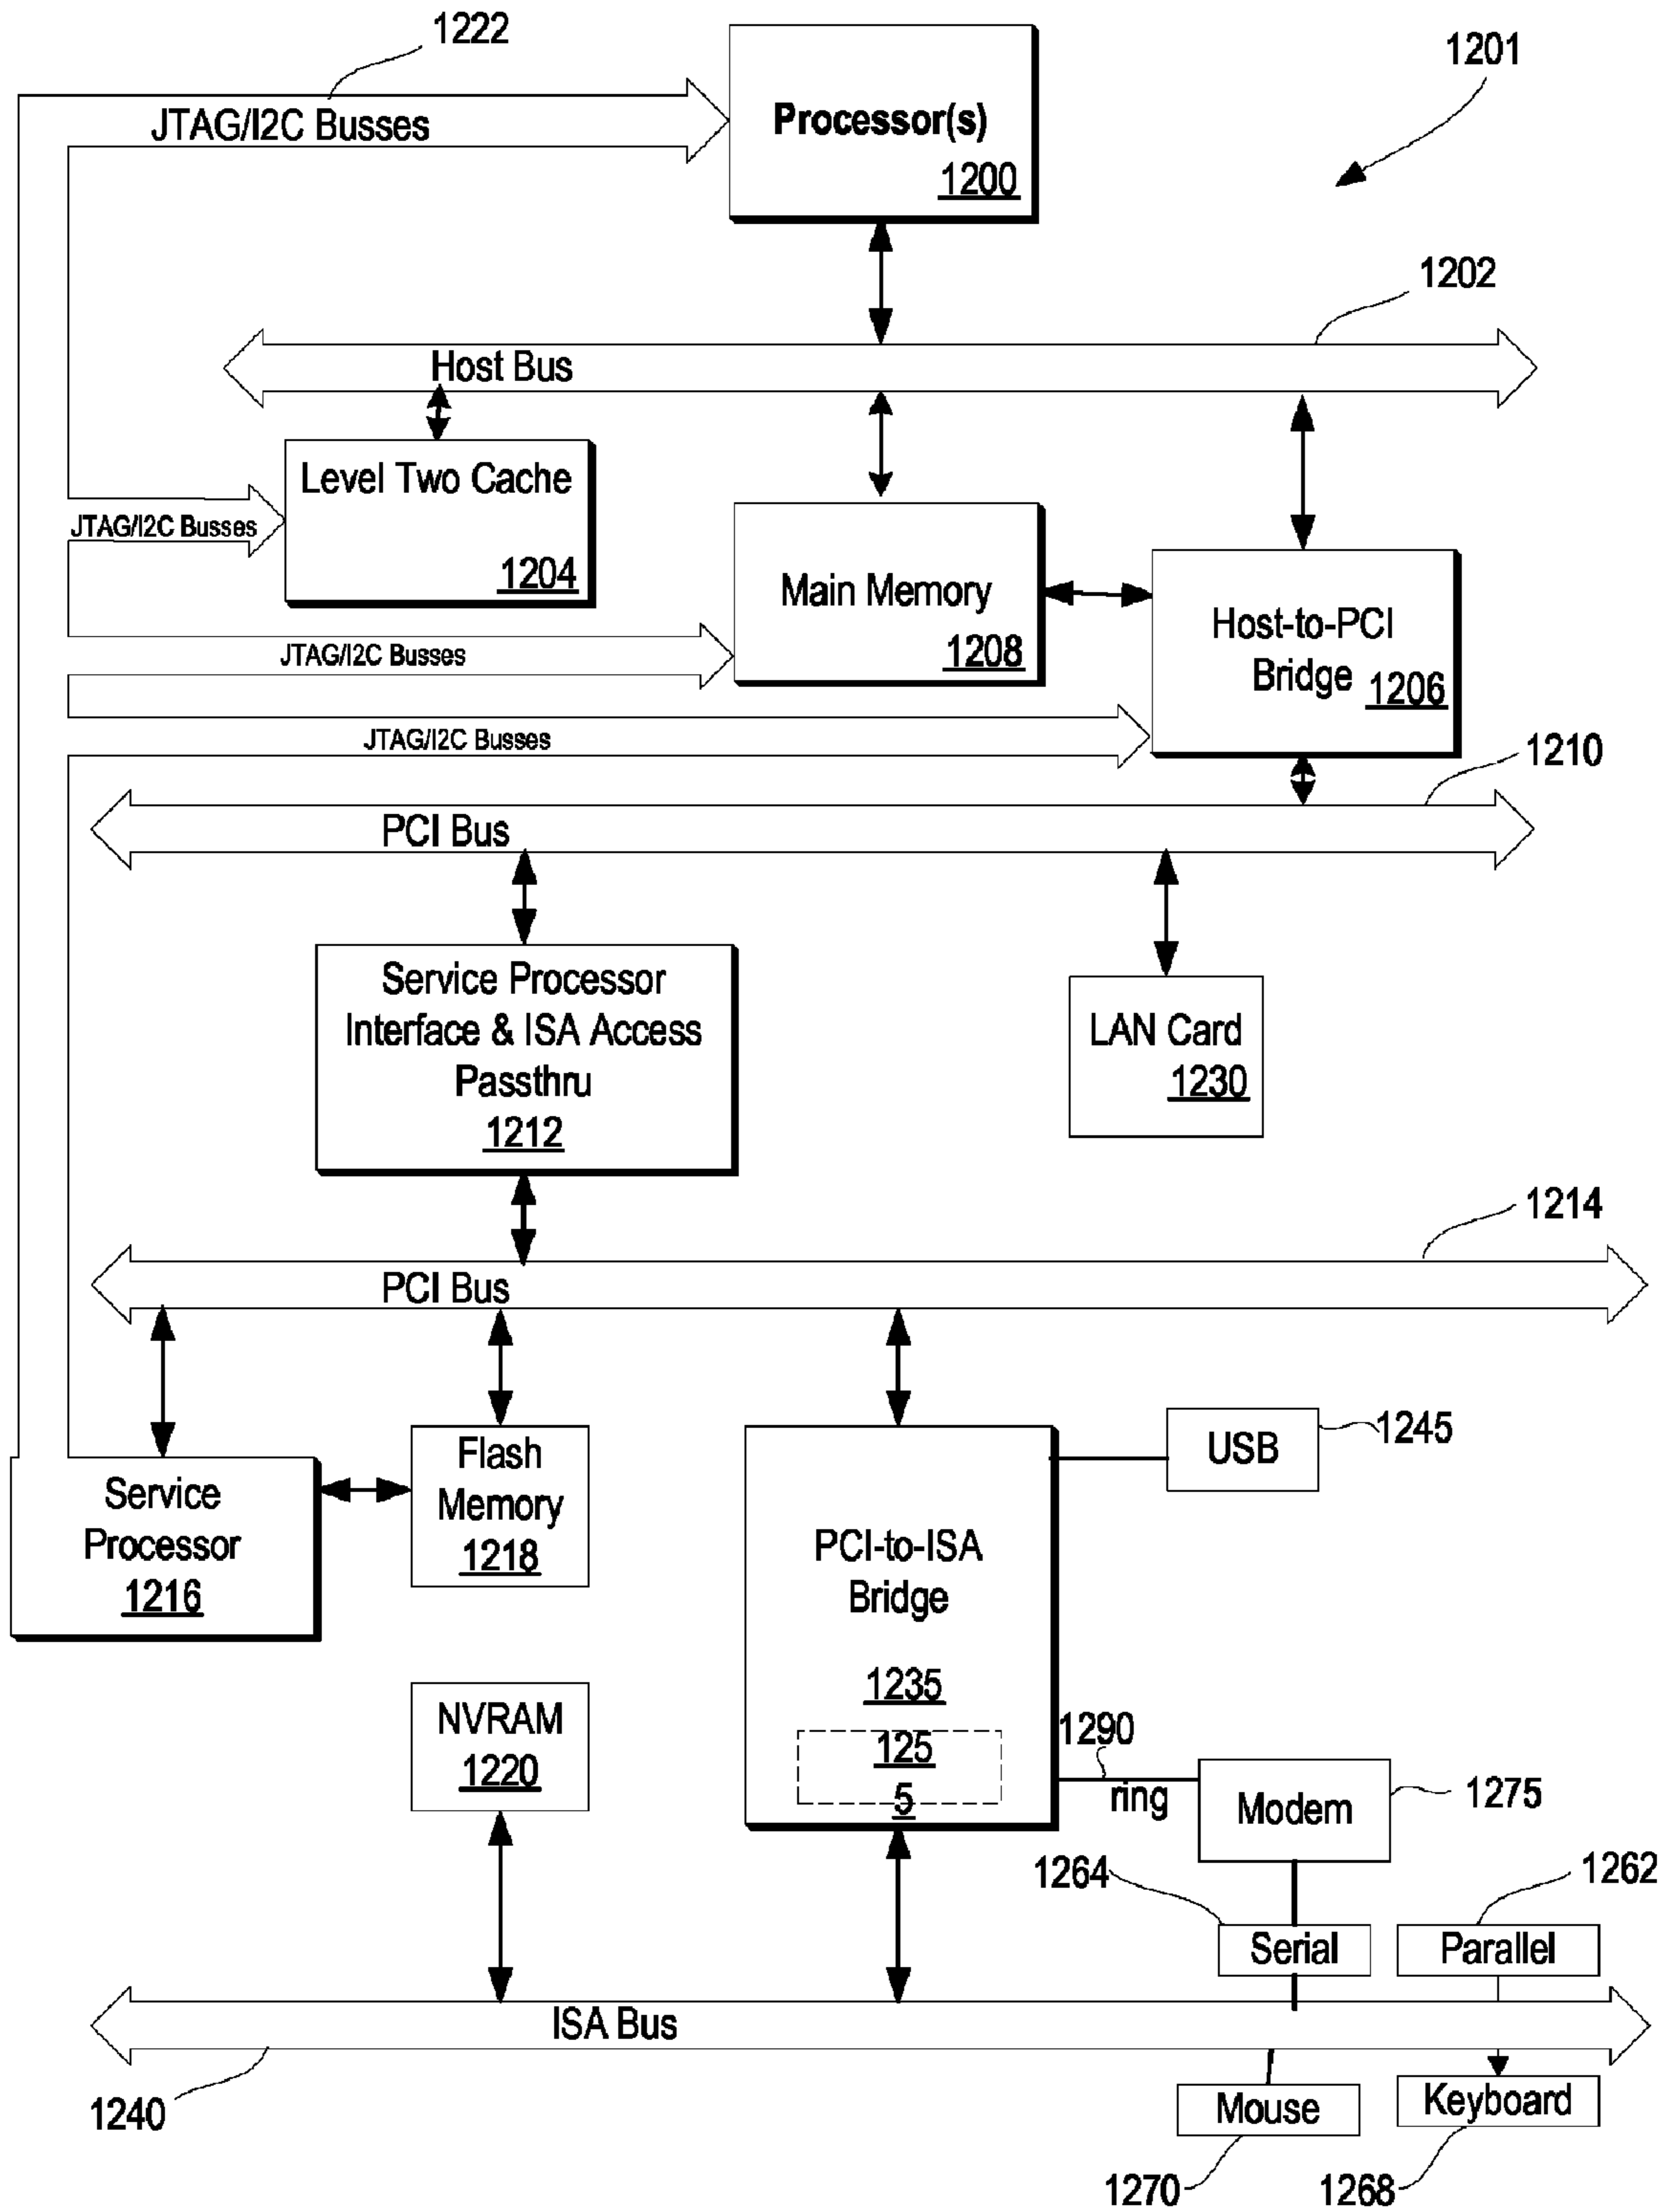 1222
1201
JTAG/I2C Busses
Processor(s)
1200
1202
Host Bus
Level Two Cache
1204
JTAG/I2C Busses
Main Memory
1208
Host-to-PCI
Bridge 1206
JTAG/I2C Busses
JTAG/I2C Busses
1210
PCI Bus
Service Processor
Interface & ISA Access
Passthru
1212
LAN Card
1230
1214
PCI Bus
Service
Processor
1216
Flash
Memory
1218
USB
1245
PCI-to-ISA
Bridge
1235
125
5
NVRAM
1220
1290
ring
Modem
1275
1264
1262
Serial
Parallel
ISA Bus
1240
Mouse
Keyboard
1270
1268